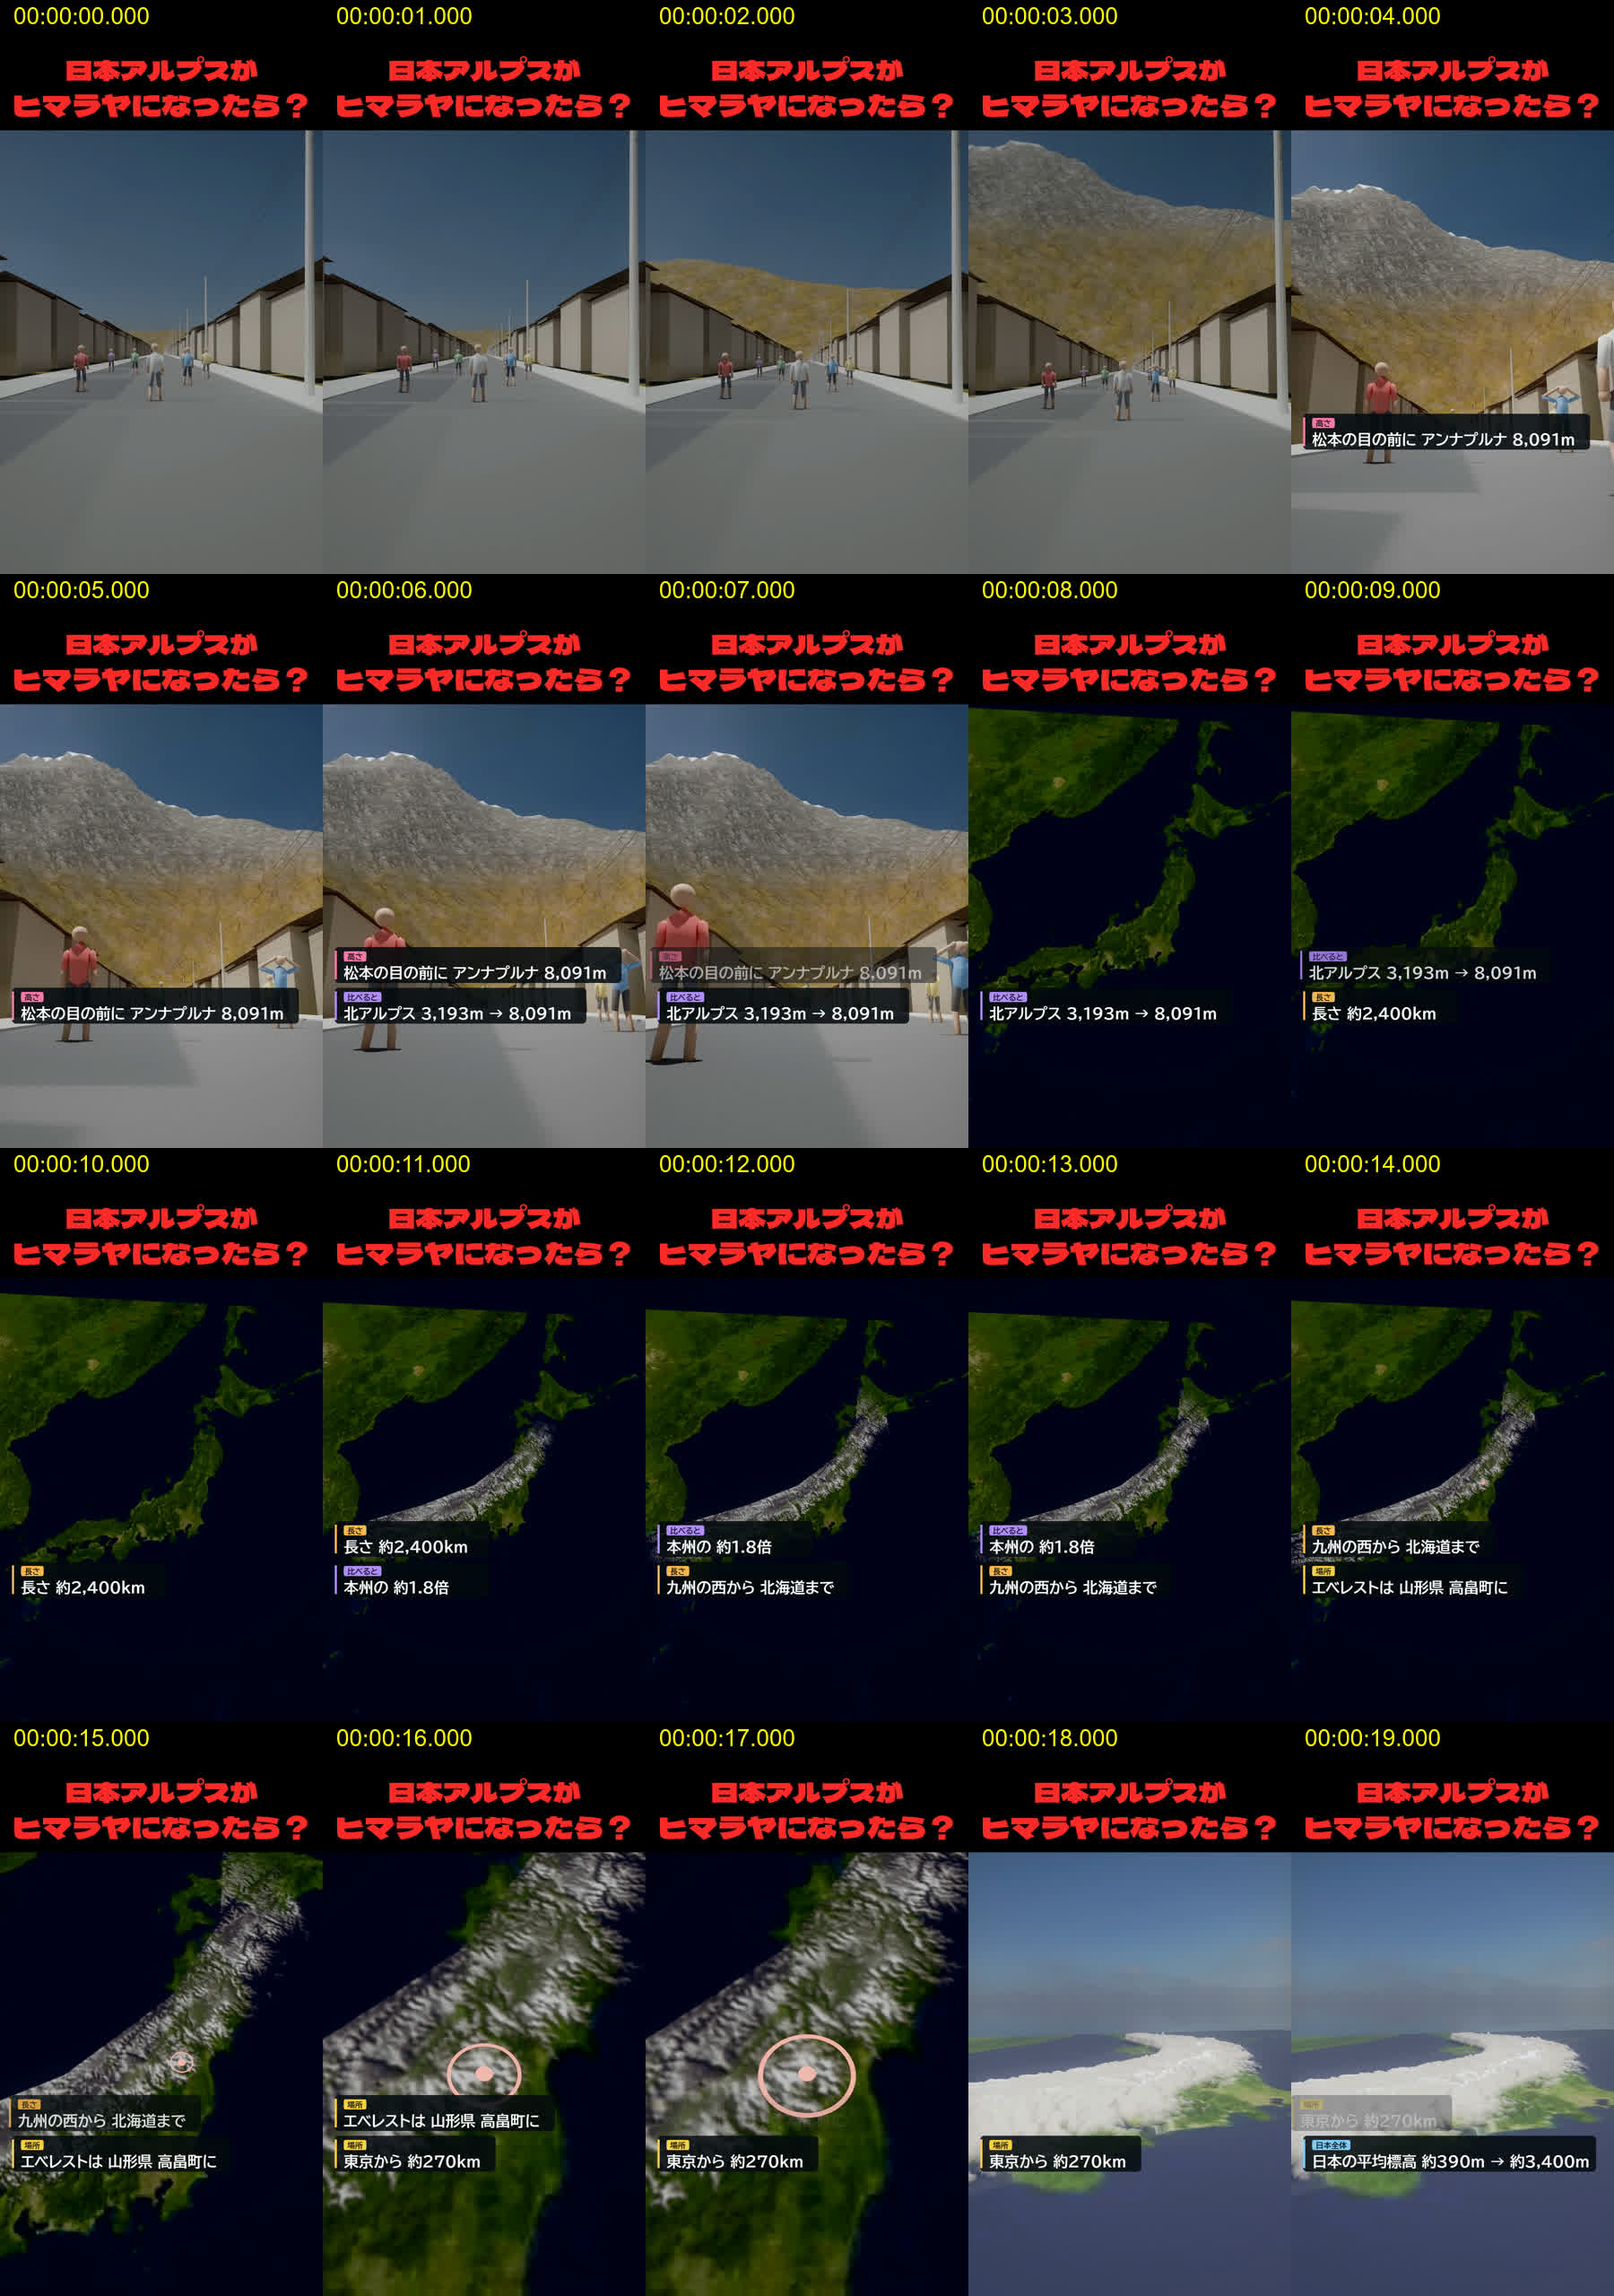 00:00:00.000
日本アルプスが
ヒマラヤになったら?
00:00:01.000
日本アルプスが
ヒマラヤになったら?
00:00:02.000
日本アルプスが
ヒマラヤになったら?
00:00:03.000
日本アルプスが
ヒマラヤになったら?
00:00:04.000
日本アルプスが
ヒマラヤになったら?
高さ
松本の目の前に アンナプルナ 8,091m
00:00:05.000
日本アルプスが
ヒマラヤになったら?
高さ
松本の目の前に アンナプルナ 8,091m
00:00:06.000
日本アルプスが
ヒマラヤになったら?
高さ
松本の目の前に アンナプルナ 8,091m
比べると
北アルプス 3,193m → 8,091m
00:00:07.000
日本アルプスが
ヒマラヤになったら?
高さ
松本の目の前に アンナプルナ 8,091m
比べると
北アルプス 3,193m → 8,091m
00:00:08.000
日本アルプスが
ヒマラヤになったら?
比べると
北アルプス 3,193m → 8,091m
00:00:09.000
日本アルプスが
ヒマラヤになったら?
比べると
北アルプス 3,193m → 8,091m
長さ
長さ 約2,400km
00:00:10.000
日本アルプスが
ヒマラヤになったら?
長さ
長さ 約2,400km
00:00:11.000
日本アルプスが
ヒマラヤになったら?
長さ
長さ 約2,400km
比べると
本州の 約1.8倍
00:00:12.000
日本アルプスが
ヒマラヤになったら?
比べると
本州の 約1.8倍
長さ
九州の西から 北海道まで
00:00:13.000
日本アルプスが
ヒマラヤになったら?
比べると
本州の 約1.8倍
長さ
九州の西から 北海道まで
00:00:14.000
日本アルプスが
ヒマラヤになったら?
長さ
九州の西から 北海道まで
場所
エベレストは 山形県 高畠町に
00:00:15.000
日本アルプスが
ヒマラヤになったら?
長さ
九州の西から 北海道まで
場所
エベレストは 山形県 高畠町に
00:00:16.000
日本アルプスが
ヒマラヤになったら?
場所
エベレストは 山形県 高畠町に
場所
東京から 約270km
00:00:17.000
日本アルプスが
ヒマラヤになったら?
場所
東京から 約270km
00:00:18.000
日本アルプスが
ヒマラヤになったら?
場所
東京から 約270km
00:00:19.000
日本アルプスが
ヒマラヤになったら?
場所
東京から 約270km
日本全体
日本の平均標高 約390m → 約3,400m